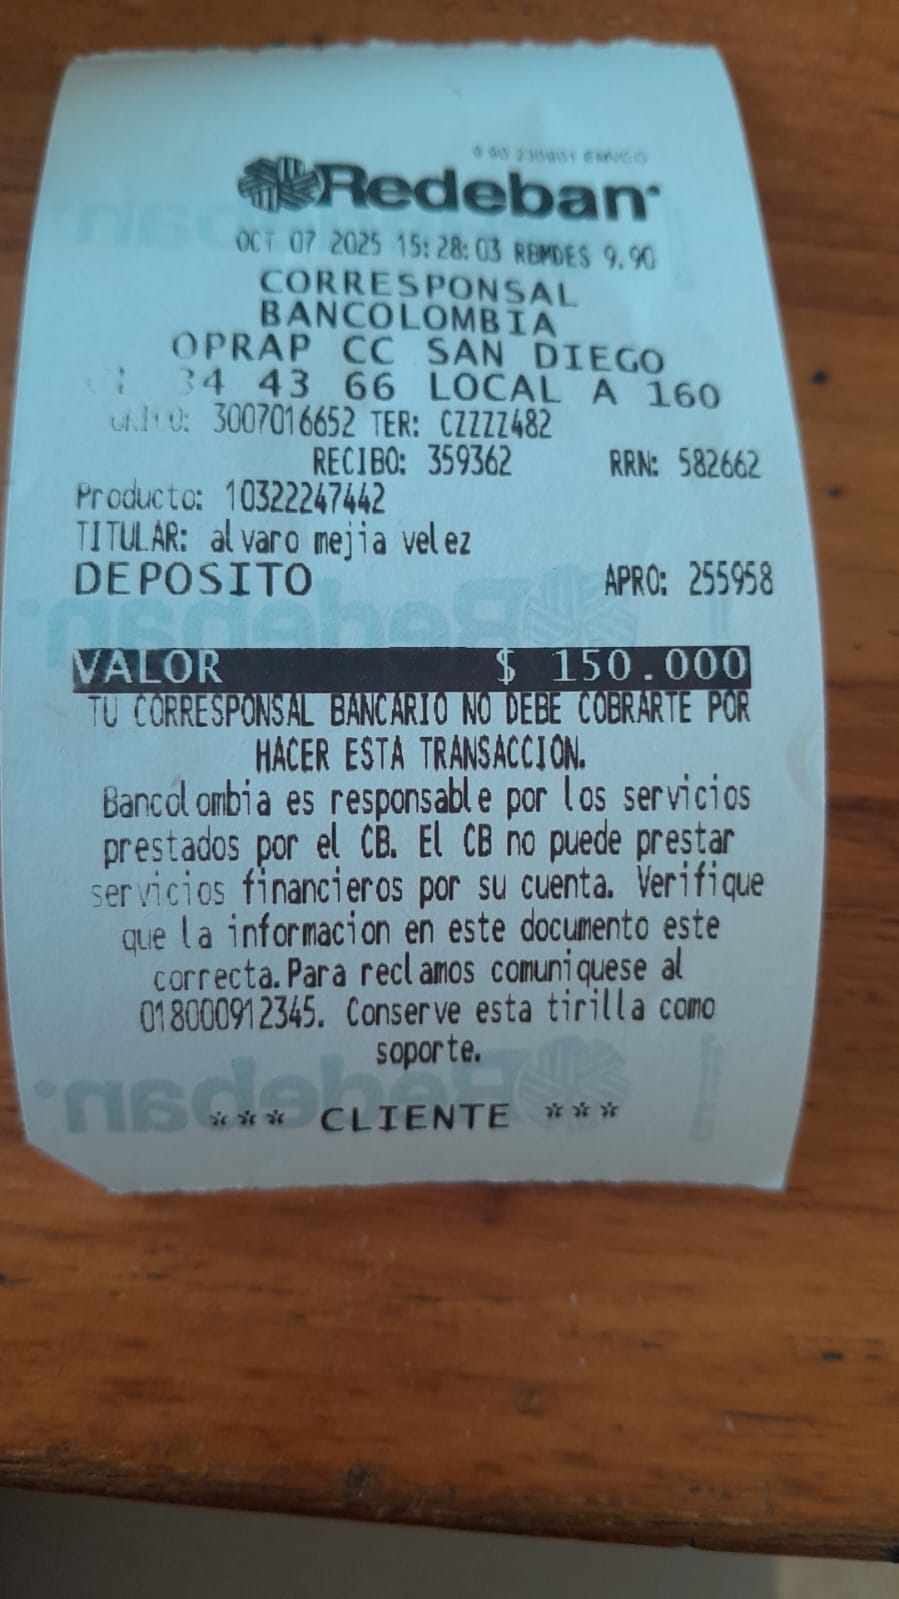 Redeban
OCT 07 2025 15:28:03 RBMDES 9.90
CORRESPONSAL
BANCOLOMBIA
OPRAP CC SAN DIEGO
34 43 66 LOCAL A 160
3007016652 TER: CZZZZ482
RECIBO: 359362 RRN: 582662
Producto: 10322247442
TITULAR: alvaro mejia velez
DEPOSITO APRO: 255958
VALOR $ 150.000
TU CORRESPONSAL BANCARIO NO DEBE COBRARTE POR
HACER ESTA TRANSACCION.
Bancolombia es responsable por los servicios
prestados por el CB. El CB no puede prestar
servicios financieros por su cuenta. Verifique
que la informacion en este documento este
correcta.Para reclamos comuniquese al
018000912345. Conserve esta tirilla como
soporte.
*** CLIENTE ***